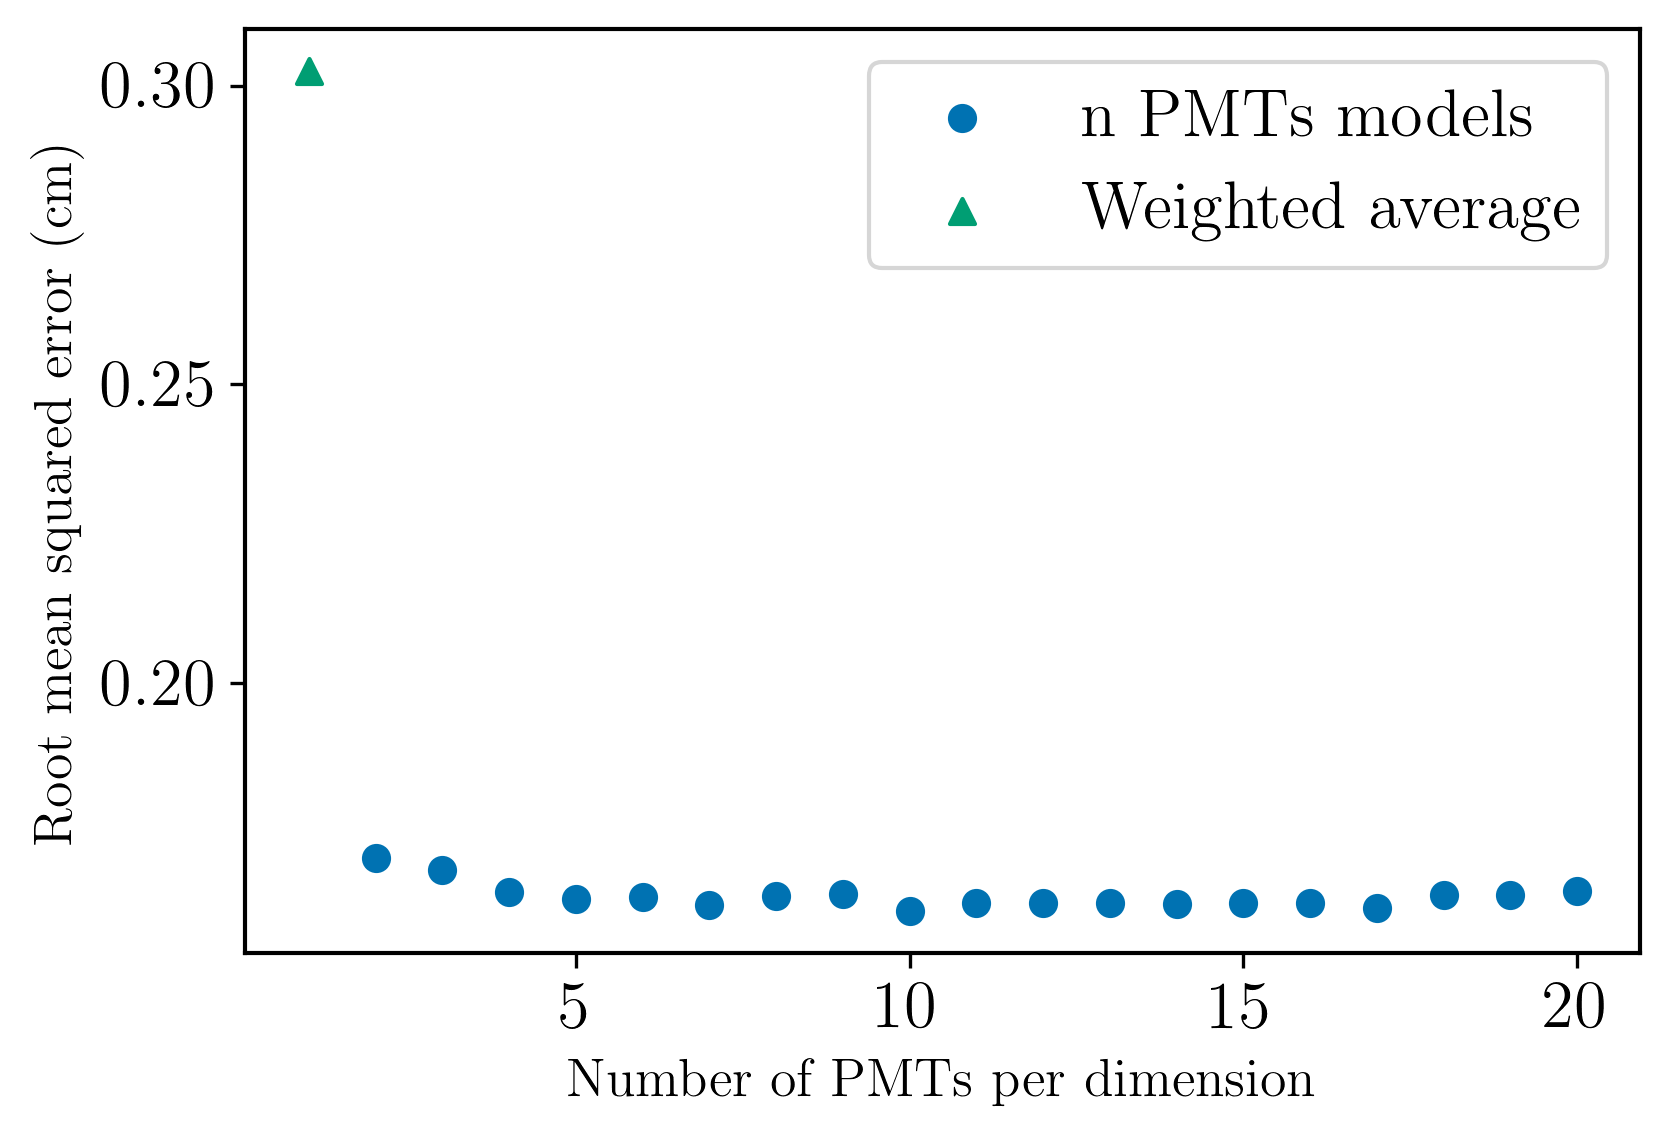 0.30
0.25
0.20
Root mean squared error (cm)
n PMTs models
Weighted average
5 10 15 20
Number of PMTs per dimension